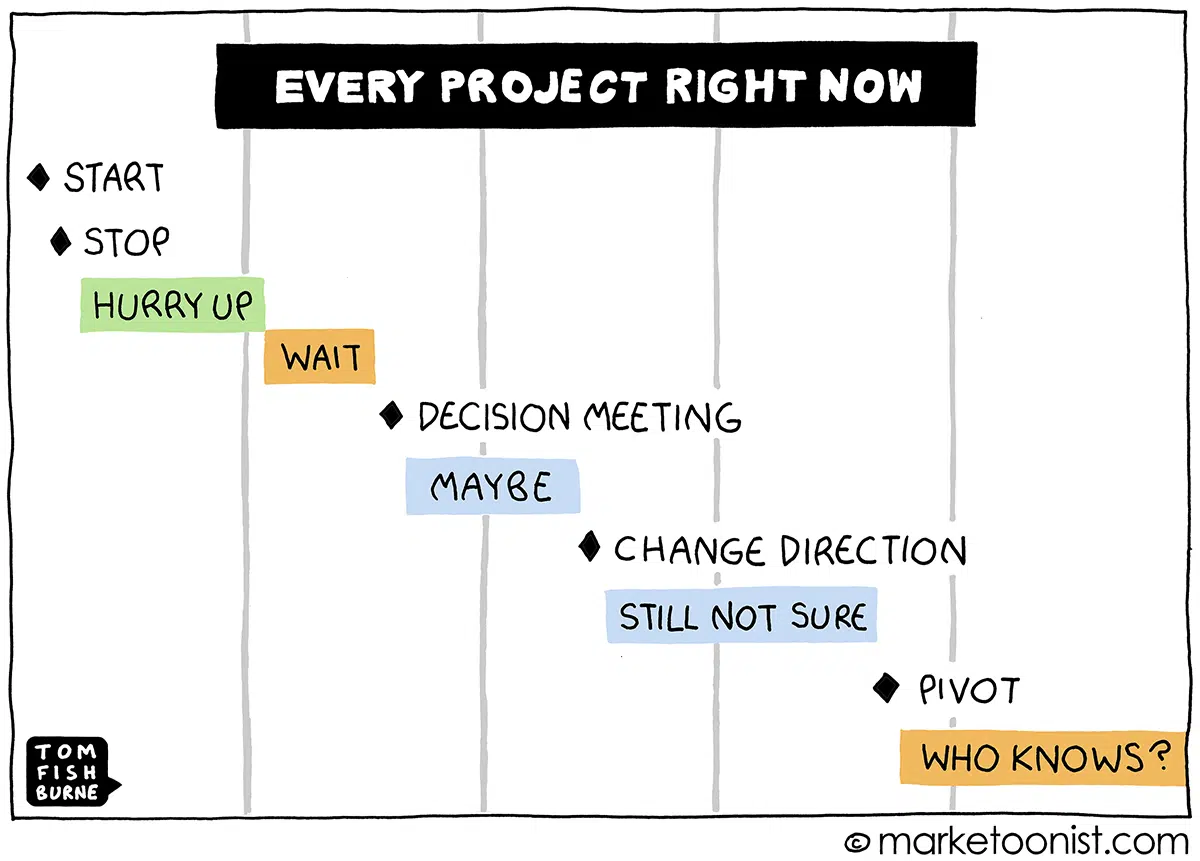 EVERY PROJECT RIGHT NOW
START
STOP
HURRY UP
WAIT
DECISION MEETING
MAYBE
CHANGE DIRECTION
STILL NOT SURE
PIVOT
WHO KNOWS?
TOM
FISH
BURNE
© marketoonist.com